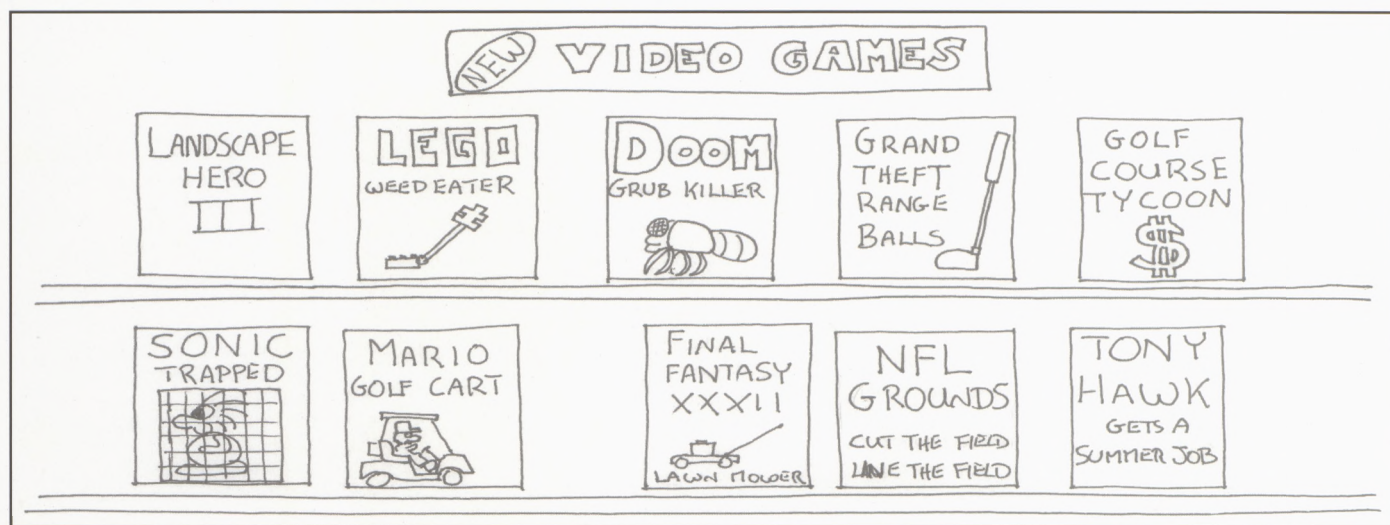 NEW VIDEO GAMES
LANDSCAPE
HERO
LEGO
WEEDEATER
DOOM
GRUB KILLER
GRAND
THEFT
RANGE
BALLS
GOLF
COURSE
TYCOON
$
SONIC
TRAPPED
MARIO
GOLF CART
FINAL
FANTASY
XXXII
LAWN MOWER
NFL
GROUNDS
CUT THE FIELD
LINE THE FIELD
TONY
HAWK
GETS A
SUMMER JOB